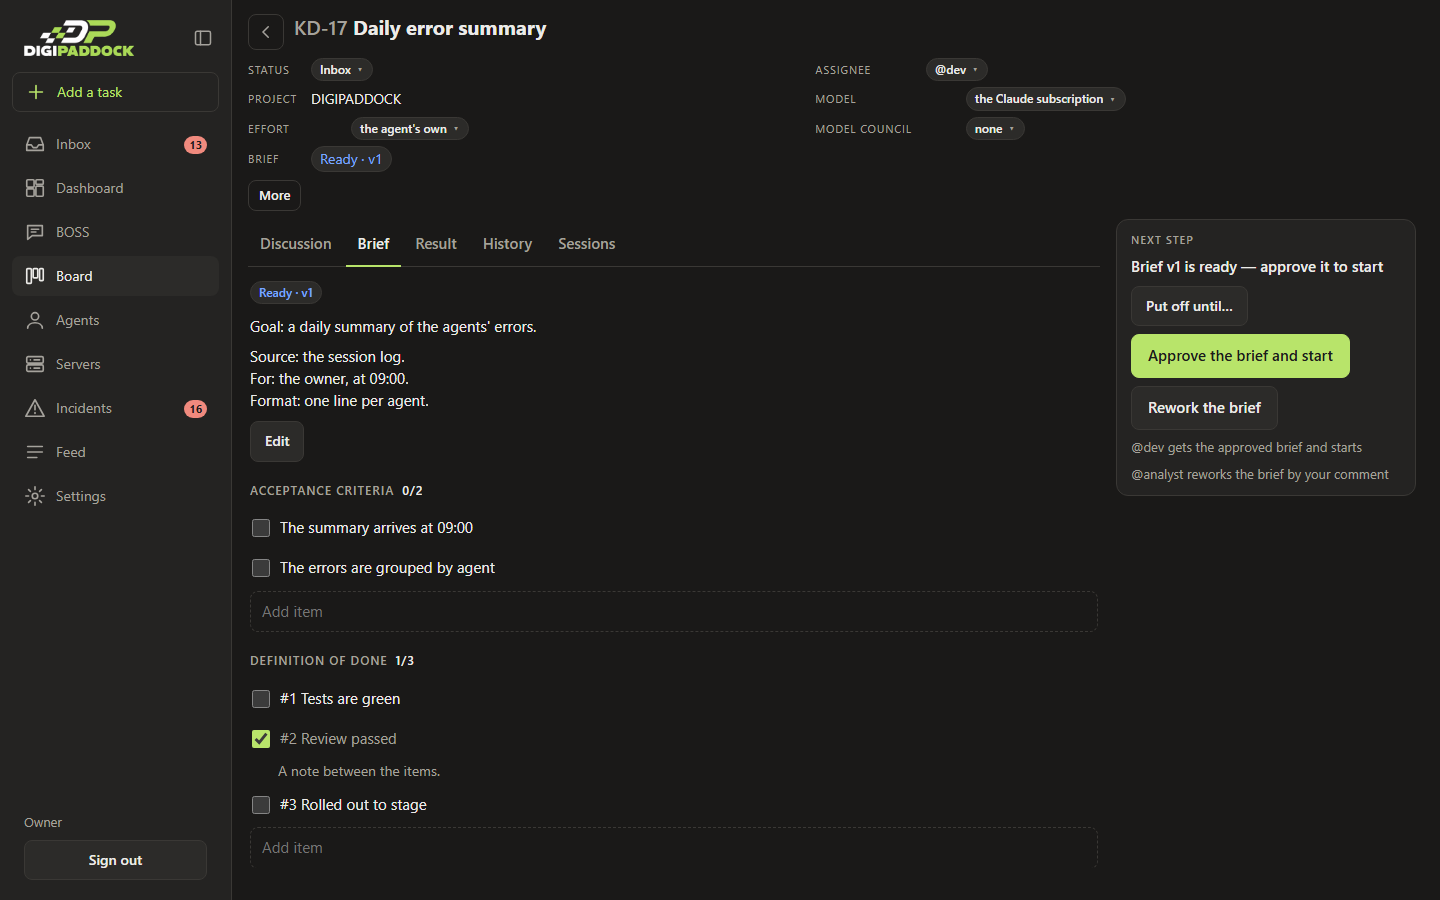 DP
DIGIPADDOCK
Add a task
Inbox 13
Dashboard
BOSS
Board
Agents
Servers
Incidents 16
Feed
Settings
Owner
Sign out
KD-17 Daily error summary
STATUS Inbox
ASSIGNEE @dev
PROJECT DIGIPADDOCK
MODEL the Claude subscription
EFFORT the agent's own
MODEL COUNCIL none
BRIEF Ready · v1
More
Discussion Brief Result History Sessions
Ready · v1
Goal: a daily summary of the agents' errors.
Source: the session log.
For: the owner, at 09:00.
Format: one line per agent.
Edit
ACCEPTANCE CRITERIA 0/2
The summary arrives at 09:00
The errors are grouped by agent
Add item
DEFINITION OF DONE 1/3
#1 Tests are green
#2 Review passed
A note between the items.
#3 Rolled out to stage
Add item
NEXT STEP
Brief v1 is ready — approve it to start
Put off until...
Approve the brief and start
Rework the brief
@dev gets the approved brief and starts
@analyst reworks the brief by your comment